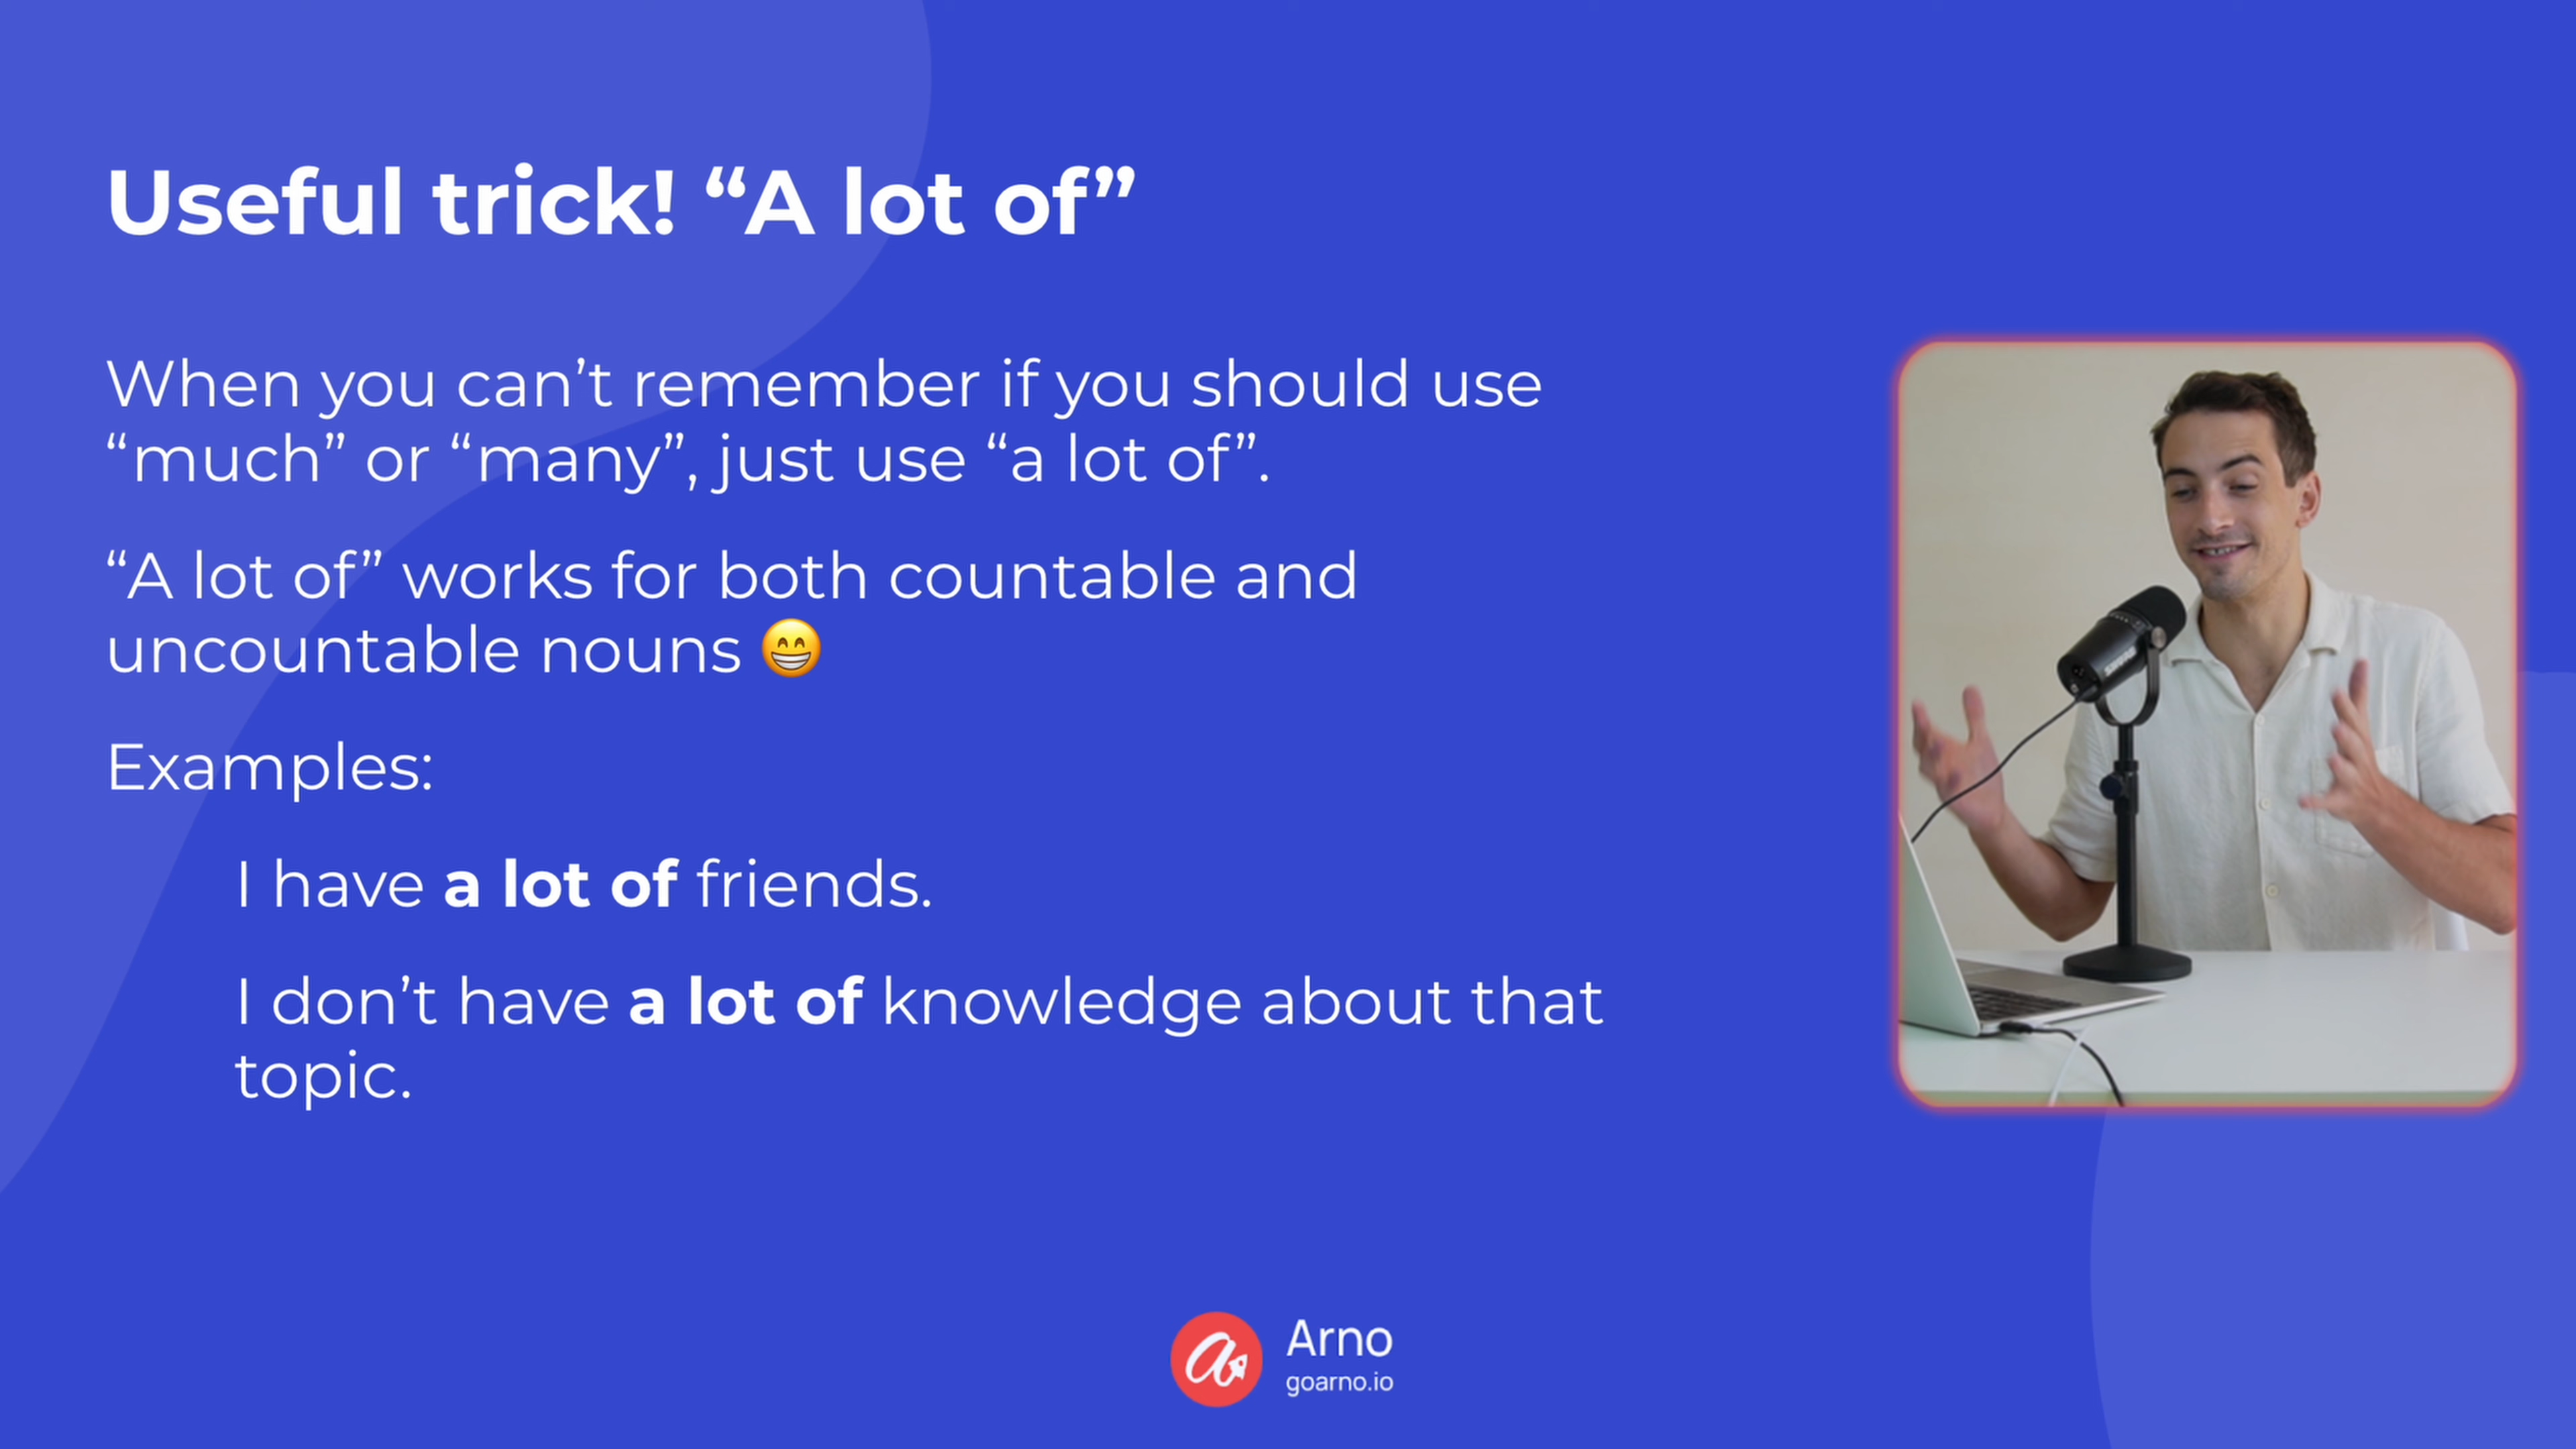 Useful trick! “A lot of”
When you can’t remember if you should use
“much” or “many”, just use “a lot of”.
“A lot of” works for both countable and
uncountable nouns 😁
Examples:
I have a lot of friends.
I don’t have a lot of knowledge about that
topic.
Arno
goarno.io